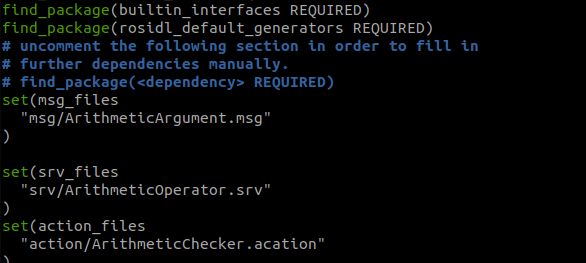 find_package(builtin_interfaces REQUIRED)
find_package(rosidl_default_generators REQUIRED)
# uncomment the following section in order to fill in
# further dependencies manually.
# find_package(<dependency> REQUIRED)
set(msg_files
  "msg/ArithmeticArgument.msg"
)

set(srv_files
  "srv/ArithmeticOperator.srv"
)
set(action_files
  "action/ArithmeticChecker.acation"
)